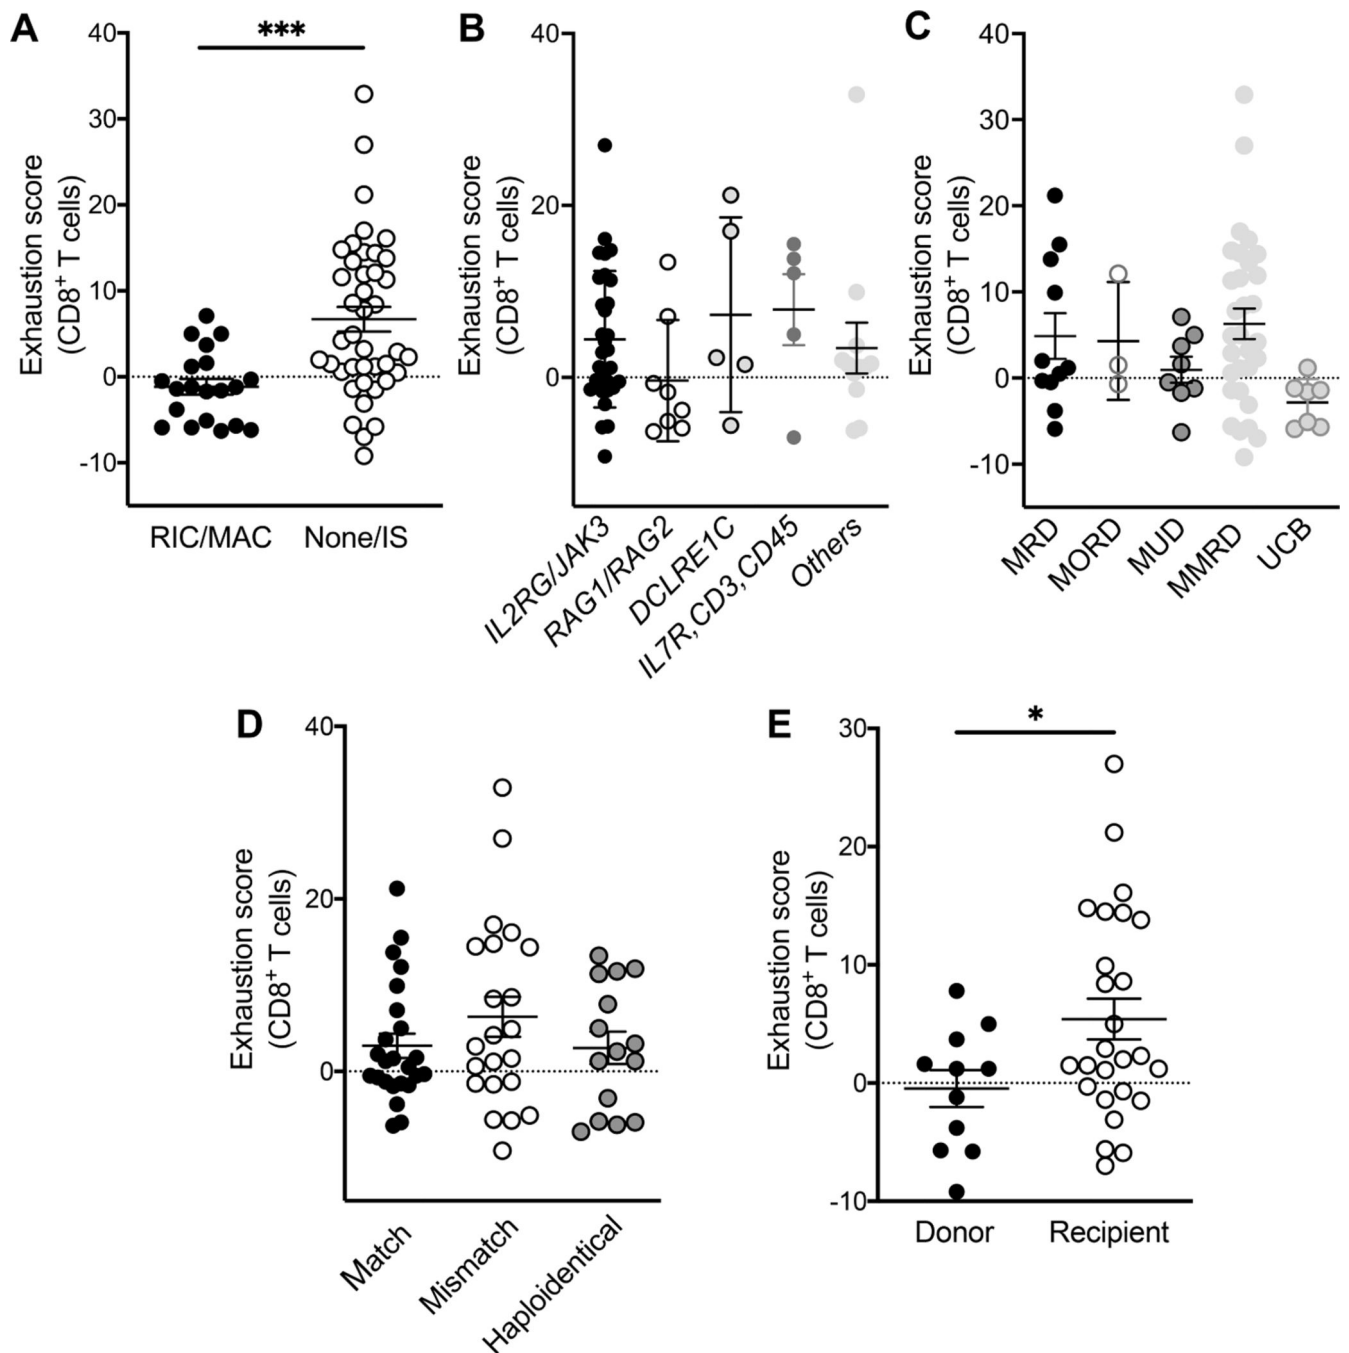 A
***
40
30
20
10
0
-10
Exhaustion score
(CD8+ T cells)
RIC/MAC
None/IS
B
40
20
0
Exhaustion score
(CD8+ T cells)
IL2RG/JAK3
RAG1/RAG2
DCLRE1C
IL7R, CD3, CD45
Others
C
40
30
20
10
0
-10
Exhaustion score
(CD8+ T cells)
MRD
MORD
MUD
MMRD
UCB
D
40
20
0
Exhaustion score
(CD8+ T cells)
Match
Mismatch
Haploidentical
E
*
30
20
10
0
-10
Exhaustion score
(CD8+ T cells)
Donor
Recipient